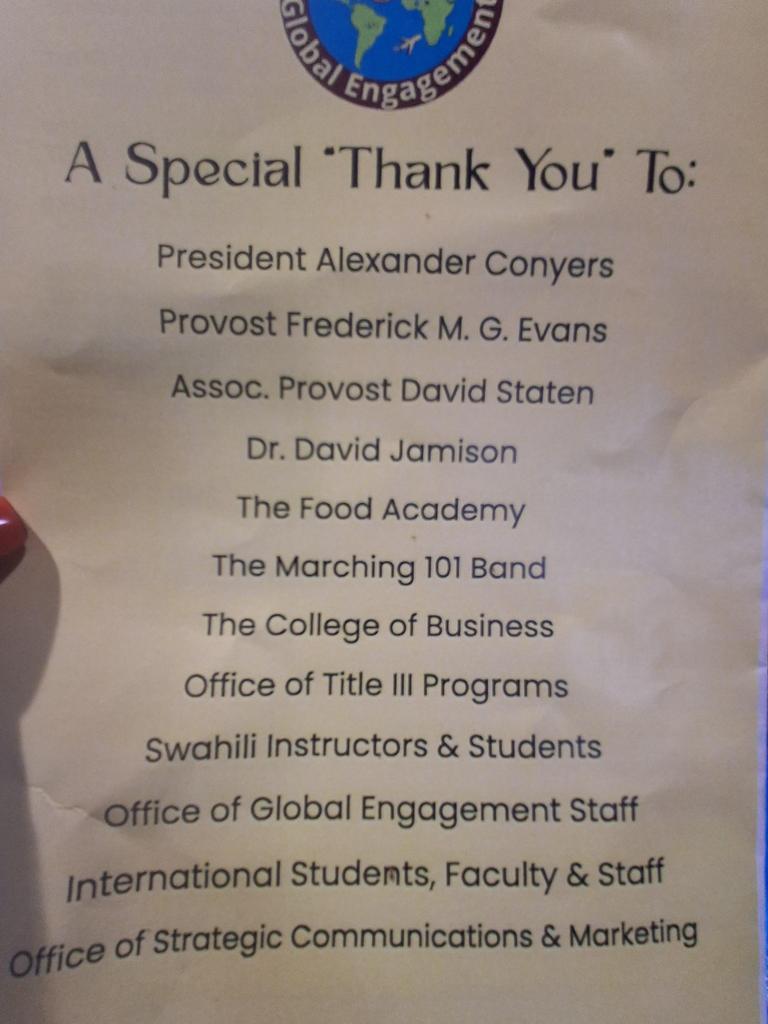 Global Engagement
A Special "Thank You" To:
President Alexander Conyers
Provost Frederick M. G. Evans
Assoc. Provost David Staten
Dr. David Jamison
The Food Academy
The Marching 101 Band
The College of Business
Office of Title III Programs
Swahili Instructors & Students
Office of Global Engagement Staff
International Students, Faculty & Staff
Office of Strategic Communications & Marketing